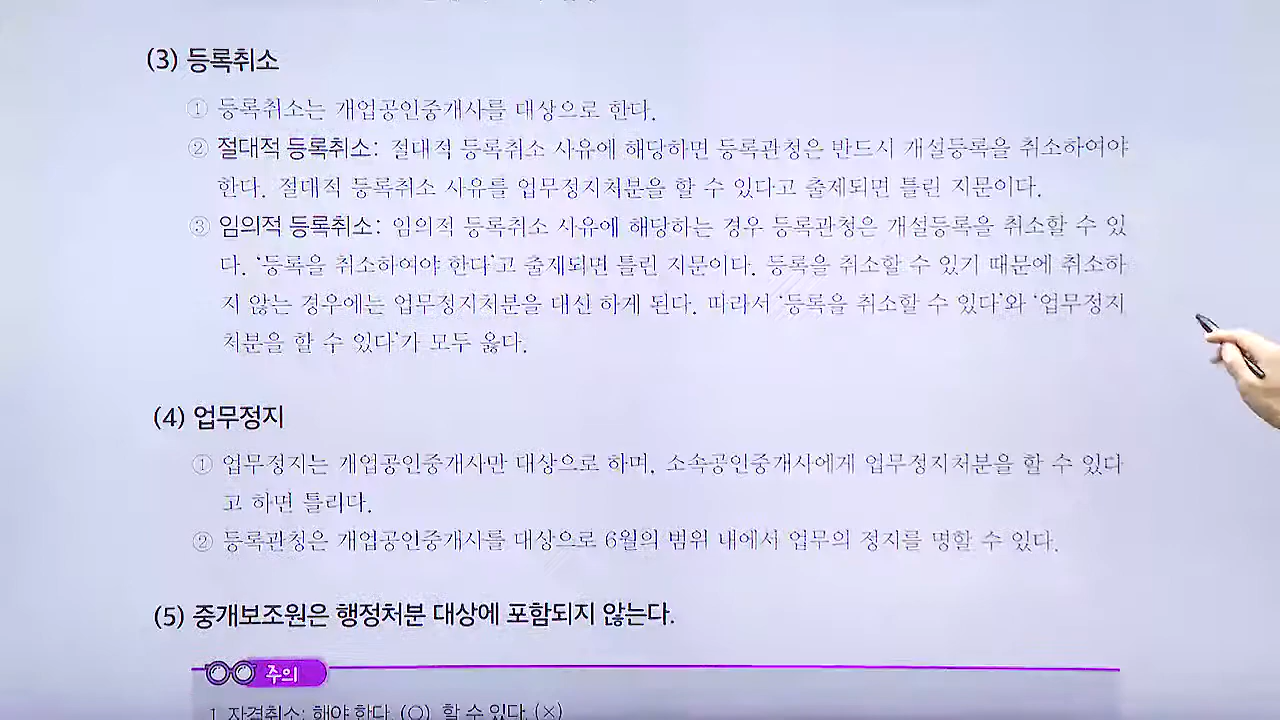 (3) 등록취소
① 등록취소는 개업공인중개사를 대상으로 한다.
② 절대적 등록취소: 절대적 등록취소 사유에 해당하면 등록관청은 반드시 개설등록을 취소하여야
한다. 절대적 등록취소 사유를 업무정지처분을 할 수 있다고 출제되면 틀린 지문이다.
③ 임의적 등록취소: 임의적 등록취소 사유에 해당하는 경우 등록관청은 개설등록을 취소할 수 있
다. ‘등록을 취소하여야 한다’고 출제되면 틀린 지문이다. 등록을 취소할 수 있기 때문에 취소하
지 않는 경우에는 업무정지처분을 대신 하게 된다. 따라서 ‘등록을 취소할 수 있다’와 ‘업무정지
처분을 할 수 있다’가 모두 옳다.
(4) 업무정지
① 업무정지는 개업공인중개사만 대상으로 하며, 소속공인중개사에게 업무정지처분을 할 수 있다
고 하면 틀리다.
② 등록관청은 개업공인중개사를 대상으로 6월의 범위 내에서 업무의 정지를 명할 수 있다.
(5) 중개보조원은 행정처분 대상에 포함되지 않는다.
주의
1. 자격취소: 해야 한다. (○), 할 수 있다. (×)